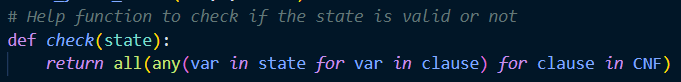 # Help function to check if the state is valid or not
def check(state):
    return all(any(var in state for var in clause) for clause in CNF)